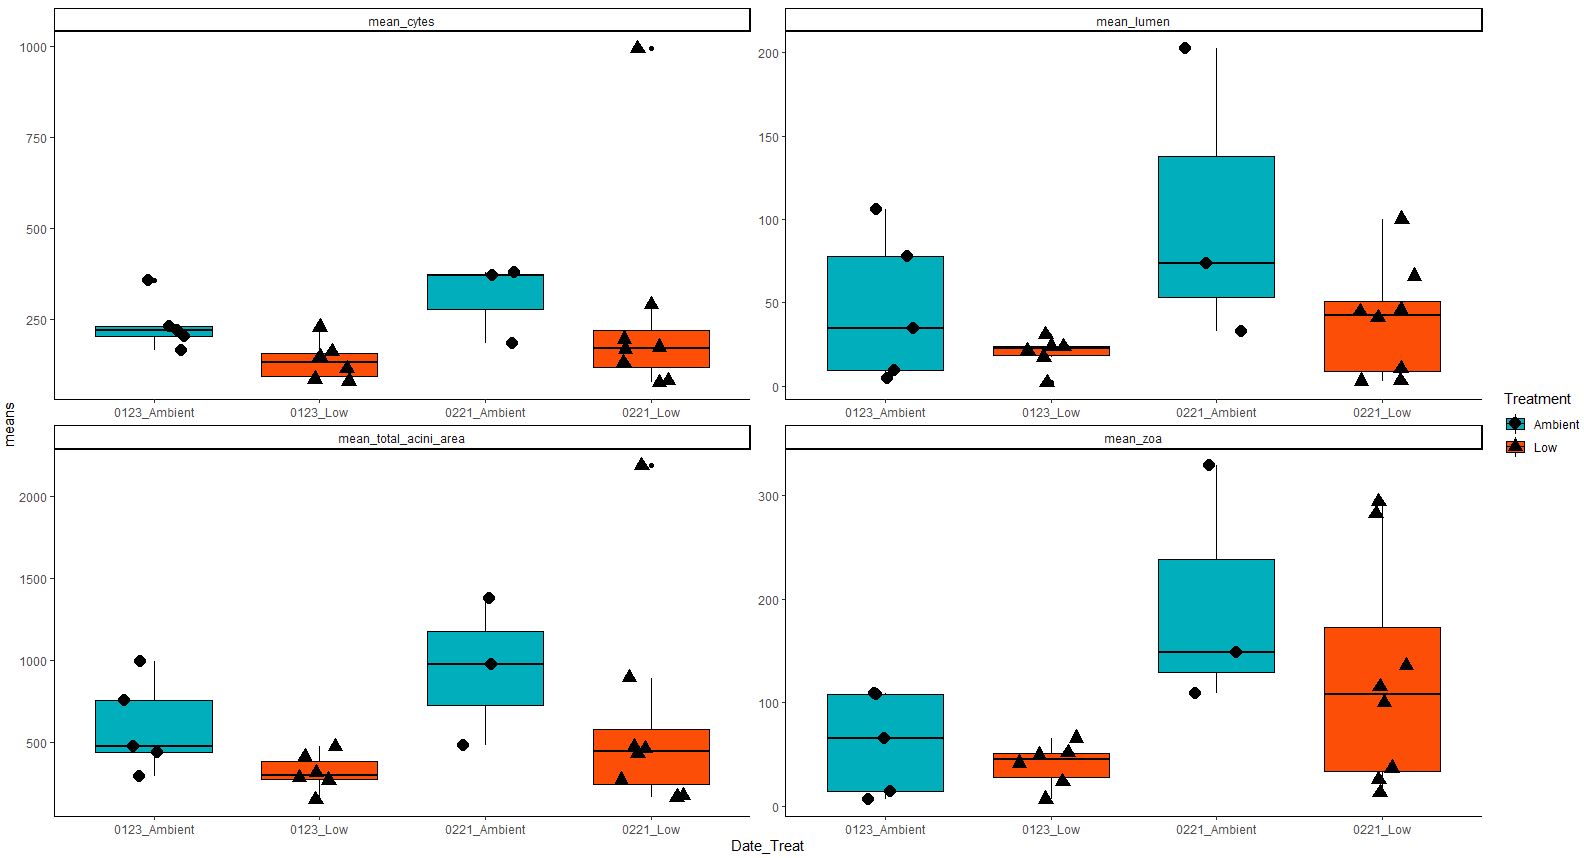 mean_cytes
mean_lumen
1000
750
500
250
200
150
100
50
0
0123_Ambient
0123_Low
0221_Ambient
0221_Low
0123_Ambient
0123_Low
0221_Ambient
0221_Low
means
Treatment
Ambient
Low
mean_total_acini_area
mean_zoa
2000
1500
1000
500
300
200
100
0
0123_Ambient
0123_Low
0221_Ambient
0221_Low
0123_Ambient
0123_Low
0221_Ambient
0221_Low
Date_Treat